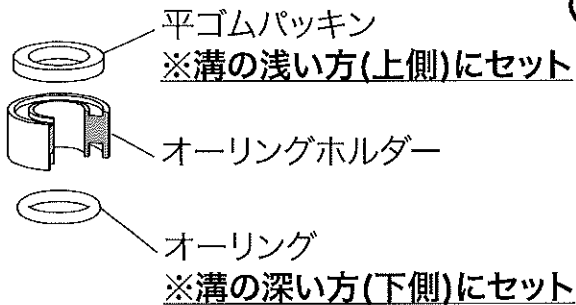 平ゴムパッキン
※溝の浅い方(上側)にセット
オーリングホルダー
オーリング
※溝の深い方(下側)にセット